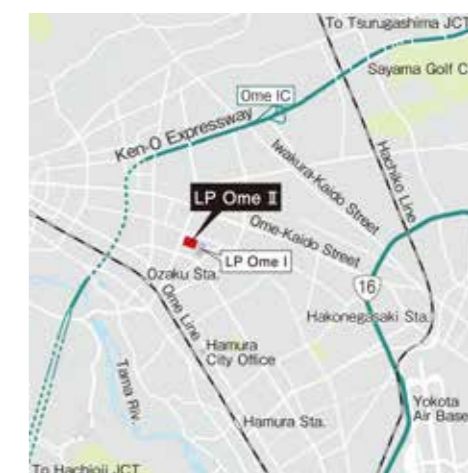 To Tsurugashima JCT
Sayama Golf C
Ome IC
Ken-O Expressway
Iwakura-Kaido Street
Hachiko Line
LP Ome II
Ome-Kaido Street
LP Ome I
Ozaku Sta.
16
Ome Line
Hakonegasaki Sta.
Hamura
City Office
Tama Riv.
Yokota
Air Base
Hamura Sta.
To Hachioji JCT